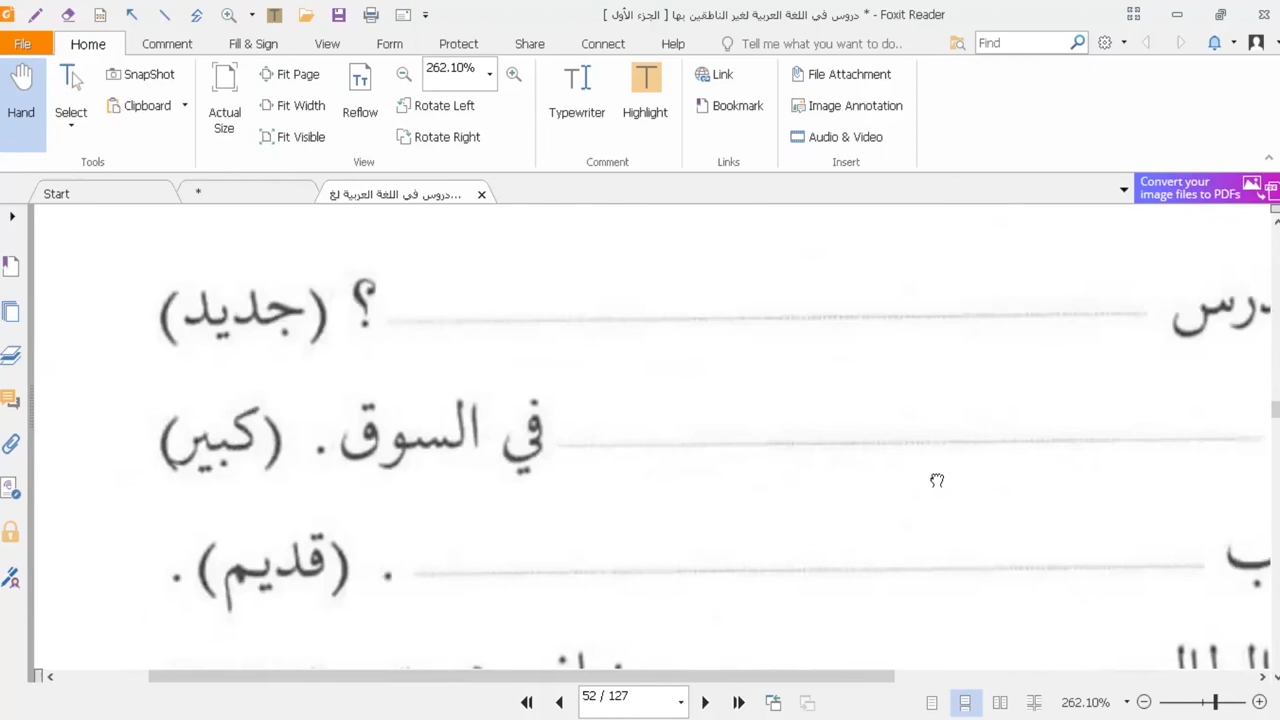 دروس في اللغة العربية لغير الناطقين بها [ الجزء الأول ] * - Foxit Reader
File Home Comment Fill & Sign View Form Protect Share Connect Help Tell me what you want to do.. Find
Hand
Select
SnapShot
Clipboard
Tools
Actual Size
Fit Page
Fit Width
Fit Visible
Reflow
262.10%
Rotate Left
Rotate Right
View
Typewriter
Highlight
Comment
Link
Bookmark
Links
File Attachment
Image Annotation
Audio & Video
Insert
Start
*
دروس في اللغة العربية لغ...
Convert your
image files to PDFs
درس ؟ (جديد)
في السوق . (كبير)
ب . (قديم) .
52 / 127
262.10%